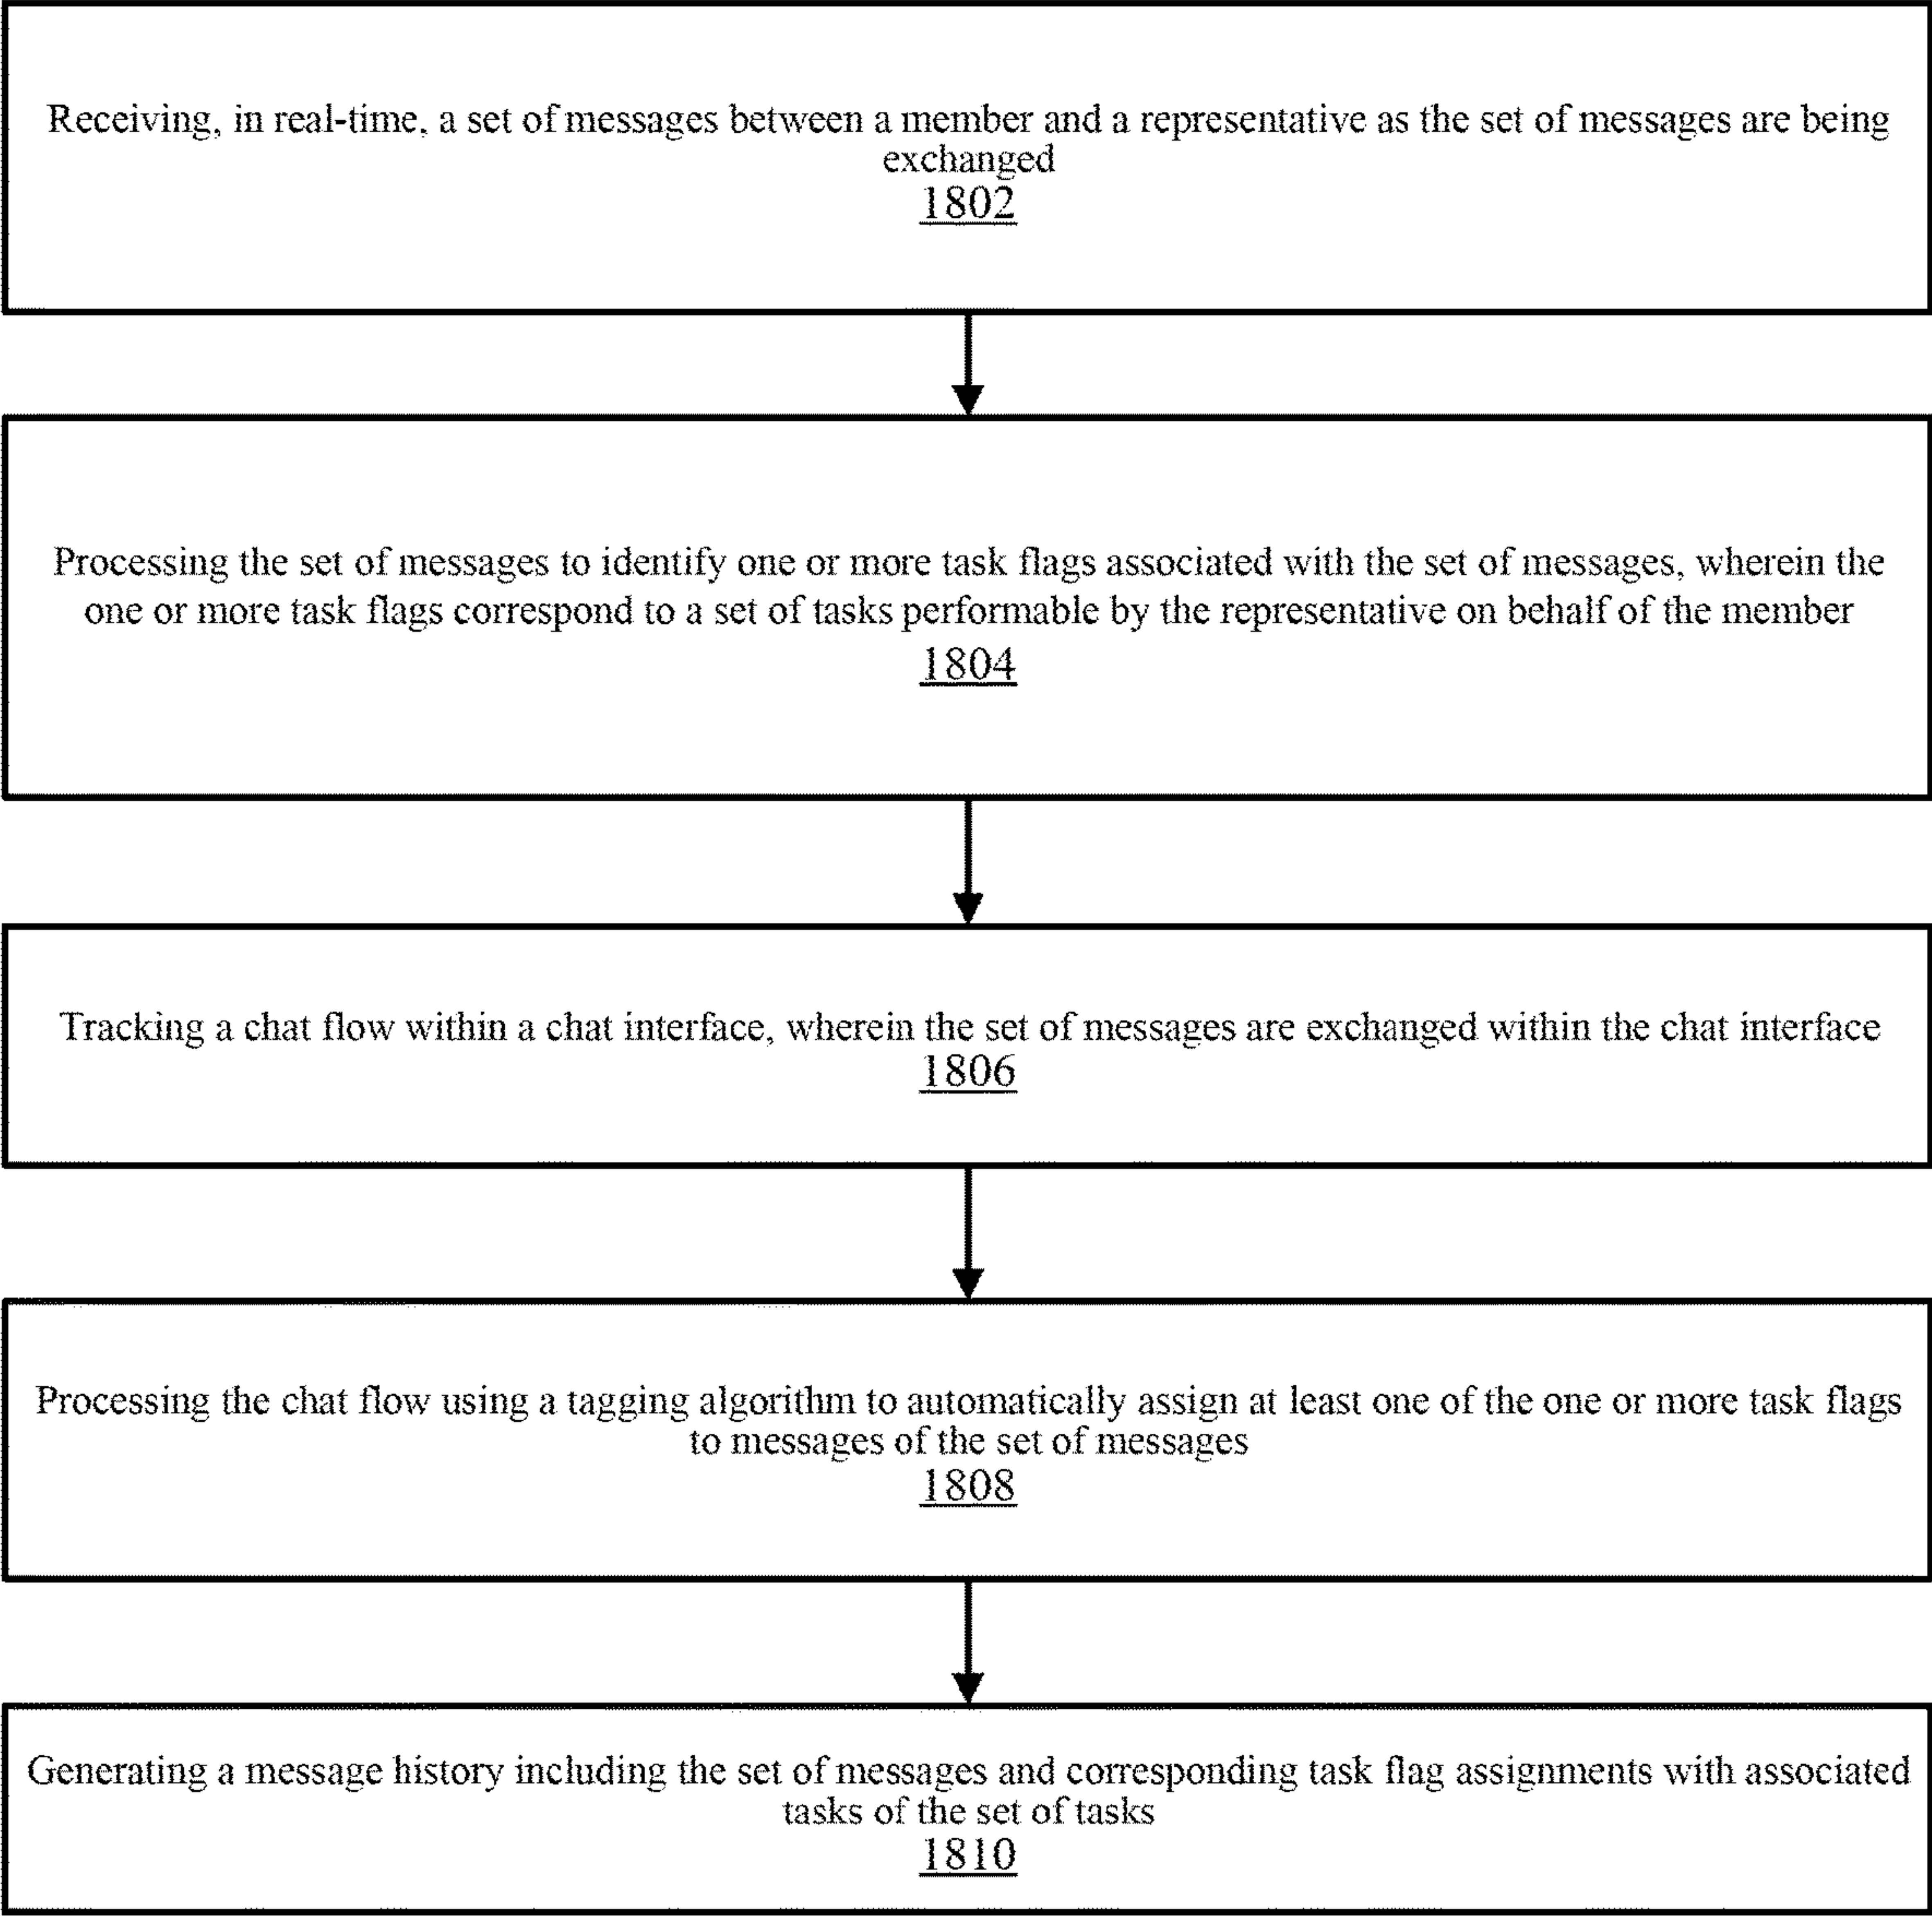 Receiving, in real-time, a set of messages between a member and a representative as the set of messages are being
exchanged
1802
Processing the set of messages to identify one or more task flags associated with the set of messages, wherein the
one or more task flags correspond to a set of tasks performable by the representative on behalf of the member
1804
Tracking a chat flow within a chat interface, wherein the set of messages are exchanged within the chat interface
1806
Processing the chat flow using a tagging algorithm to automatically assign at least one of the one or more task flags
to messages of the set of messages
1808
Generating a message history including the set of messages and corresponding task flag assignments with associated
tasks of the set of tasks
1810